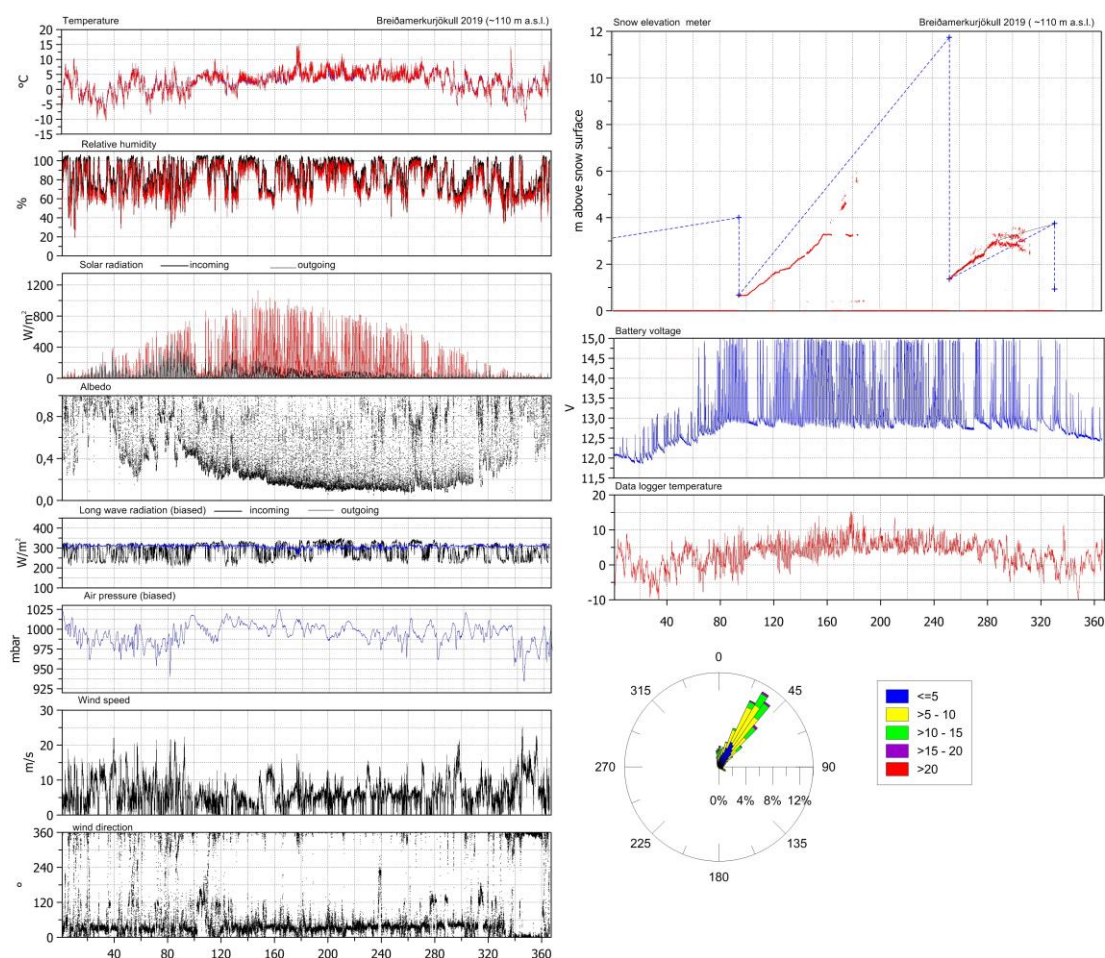 Temperature Breiðamerkurjökull 2019 (~110 m a.s.l.)
20
15
10
5
0
-5
-10
-15
ºC
Relative humidity
100
80
60
40
20
0
%
Solar radiation incoming outgoing
1200
800
400
0
W/m²
Albedo
0,8
0,4
0,0
Long wave radiation (biased) incoming outgoing
400
300
200
100
W/m²
Air pressure (biased)
1025
1000
975
950
925
mbar
Wind speed
30
20
10
0
m/s
wind direction
360
240
120
0
º
40 80 120 160 200 240 280 320 360
Snow elevation meter Breiðamerkurjökull 2019 ( ~110 m a.s.l.)
12
10
8
6
4
2
0
m above snow surface
Battery voltage
15,0
14,5
14,0
13,5
13,0
12,5
12,0
11,5
V
Data logger temperature
20
10
0
-10
40 80 120 160 200 240 280 320 360
0
45
90
135
180
225
270
315
0% 4% 8% 12%
<=5
>5 - 10
>10 - 15
>15 - 20
>20